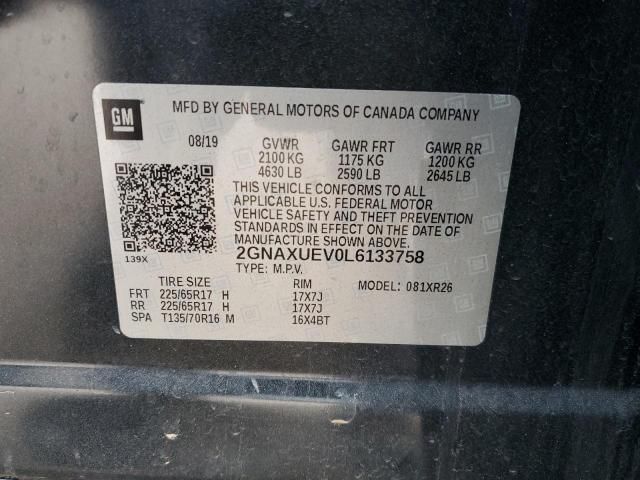 GM
MFD BY GENERAL MOTORS OF CANADA COMPANY
08/19 GVWR GAWR FRT GAWR RR
2100 KG 1175 KG 1200 KG
4630 LB 2590 LB 2645 LB
THIS VEHICLE CONFORMS TO ALL
APPLICABLE U.S. FEDERAL MOTOR
VEHICLE SAFETY AND THEFT PREVENTION
STANDARDS IN EFFECT ON THE DATE OF
MANUFACTURE SHOWN ABOVE.
139X 2GNAXUEV0L6133758
TYPE: M.P.V.
TIRE SIZE RIM MODEL: 081XR26
FRT 225/65R17 H 17X7J
RR 225/65R17 H 17X7J
SPA T135/70R16 M 16X4BT